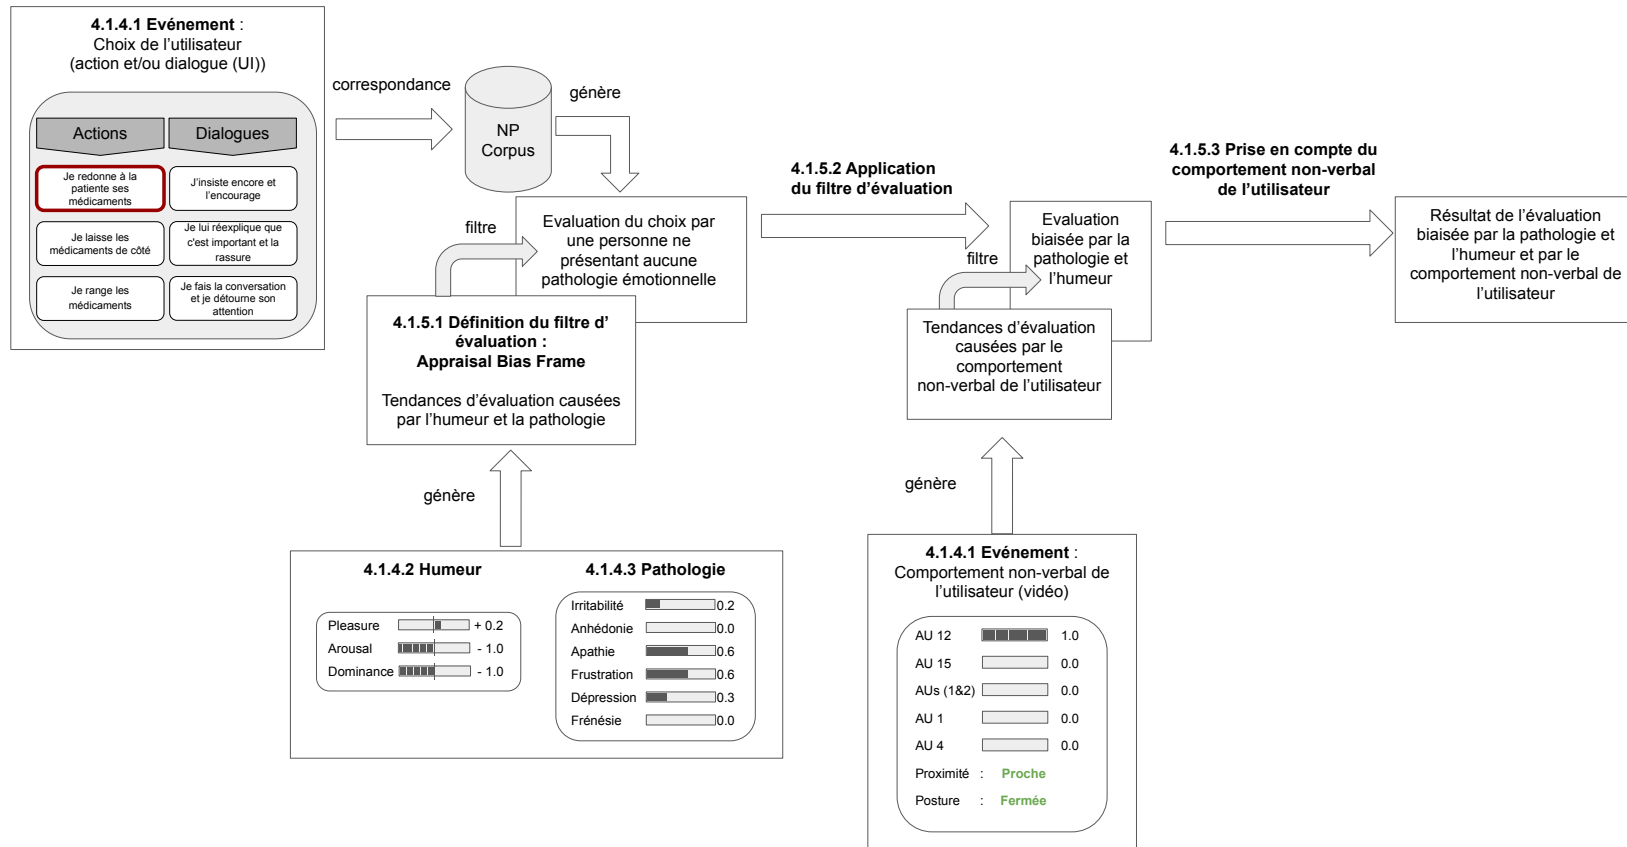 4.1.4.1 Evénement :
Choix de l'utilisateur
(action et/ou dialogue (UI))
Actions
Dialogues
Je redonne à la
patiente ses
médicaments
J'insiste encore et
l'encourage
Je laisse les
médicaments de côté
Je lui réexplique que
c'est important et la
rassure
Je range les
médicaments
Je fais la conversation
et je détourne son
attention
correspondance
NP
Corpus
génère
filtre
Evaluation du choix par
une personne ne
présentant aucune
pathologie émotionnelle
4.1.5.1 Définition du filtre d'
évaluation :
Appraisal Bias Frame
Tendances d'évaluation causées
par l'humeur et la pathologie
génère
4.1.4.2 Humeur
Pleasure + 0.2
Arousal - 1.0
Dominance - 1.0
4.1.4.3 Pathologie
Irritabilité 0.2
Anhédonie 0.0
Apathie 0.6
Frustration 0.6
Dépression 0.3
Frénésie 0.0
4.1.5.2 Application
du filtre d'évaluation
filtre
Evaluation
biaisée par la
pathologie et
l'humeur
Tendances d'évaluation
causées par le
comportement
non-verbal de l'utilisateur
génère
4.1.4.1 Evénement :
Comportement non-verbal de
l'utilisateur (vidéo)
AU 12 1.0
AU 15 0.0
AUs (1&2) 0.0
AU 1 0.0
AU 4 0.0
Proximité : Proche
Posture : Fermée
4.1.5.3 Prise en compte du
comportement non-verbal
de l'utilisateur
Résultat de l'évaluation
biaisée par la pathologie et
l'humeur et par le
comportement non-verbal de
l'utilisateur